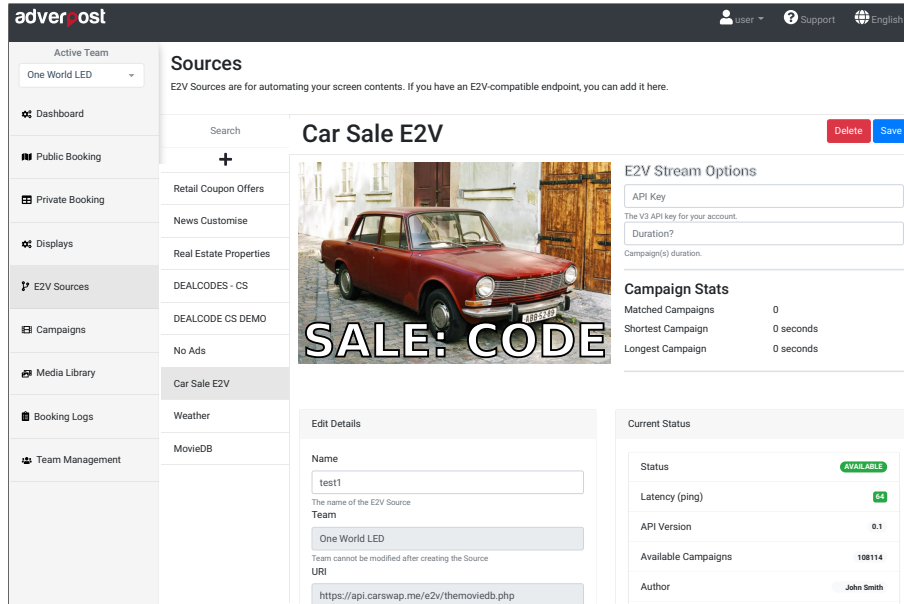 adverpost
user
Support
English
Active Team
One World LED
Dashboard
Public Booking
Private Booking
Displays
E2V Sources
Campaigns
Media Library
Booking Logs
Team Management
Sources
E2V Sources are for automating your screen contents. If you have an E2V-compatible endpoint, you can add it here.
Search
+
Retail Coupon Offers
News Customise
Real Estate Properties
DEALCODES - CS
DEALCODE CS DEMO
No Ads
Car Sale E2V
Weather
MovieDB
Car Sale E2V
Delete Save
ABB-52-89
SALE: CODE
E2V Stream Options
API Key
The V3 API key for your account.
Duration?
Campaign(s) duration.
Campaign Stats
Matched Campaigns 0
Shortest Campaign 0 seconds
Longest Campaign 0 seconds
Edit Details
Name
test1
The name of the E2V Source
Team
One World LED
Team cannot be modified after creating the Source
URI
https://api.carswap.me/e2v/themoviedb.php
Current Status
Status AVAILABLE
Latency (ping) 64
API Version 0.1
Available Campaigns 108114
Author John Smith